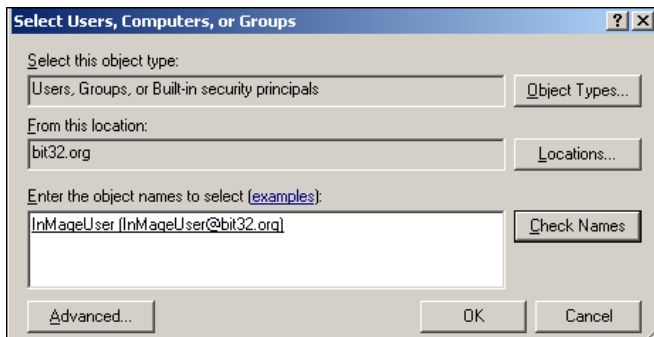 Select Users, Computers, or Groups
Select this object type:
Users, Groups, or Built-in security principals
Object Types...
From this location:
bit32.org
Locations...
Enter the object names to select (examples):
InMageUser (InMageUser@bit32.org)
Check Names
Advanced...
OK
Cancel